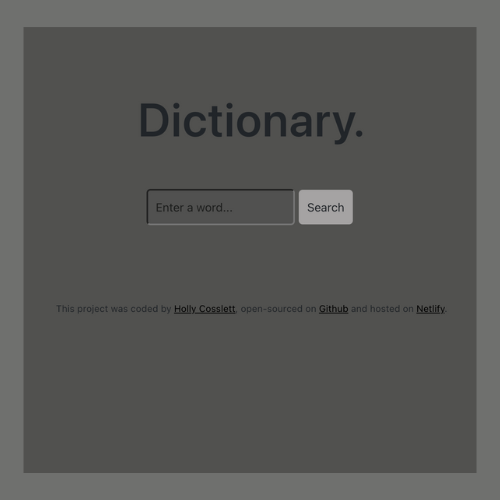 Dictionary.
Enter a word... Search
This project was coded by Holly Cosslett, open-sourced on Github and hosted on Netlify.